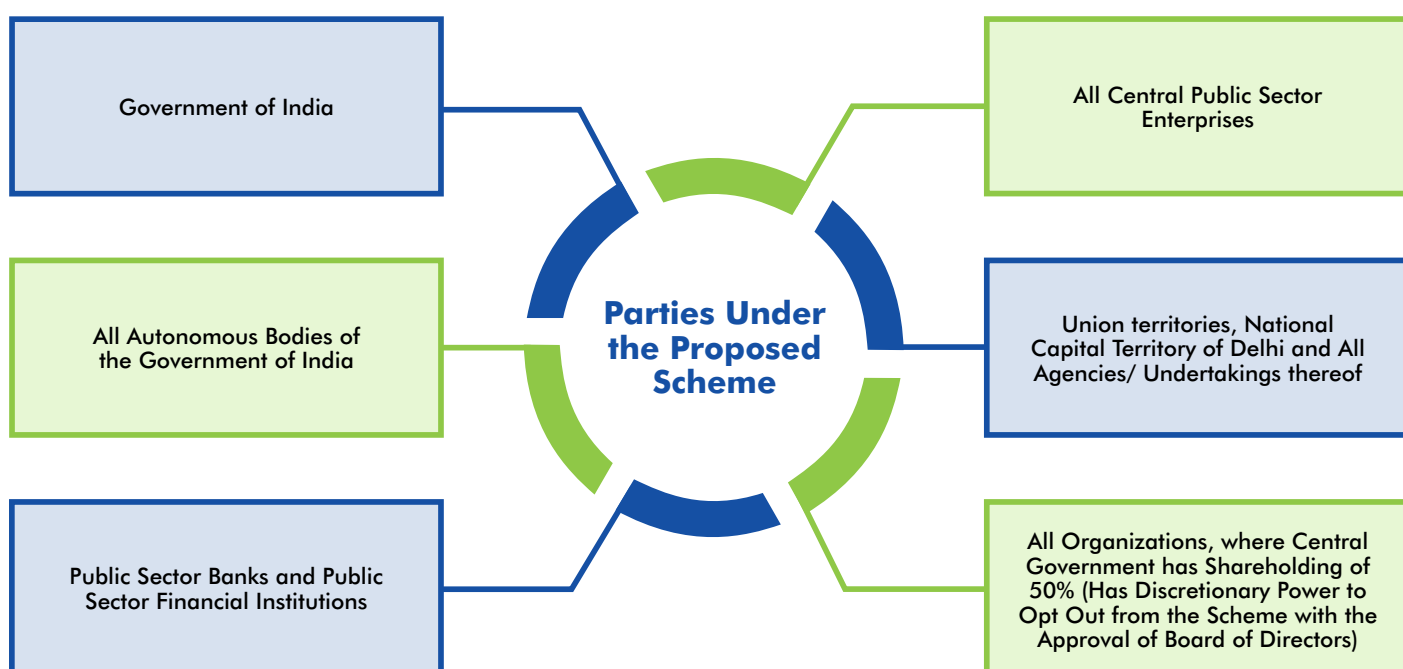 Government of India
All Autonomous Bodies of
the Government of India
Public Sector Banks and Public
Sector Financial Institutions
Parties Under
the Proposed
Scheme
All Central Public Sector
Enterprises
Union territories, National
Capital Territory of Delhi and All
Agencies/ Undertakings thereof
All Organizations, where Central
Government has Shareholding of
50% (Has Discretionary Power to
Opt Out from the Scheme with the
Approval of Board of Directors)